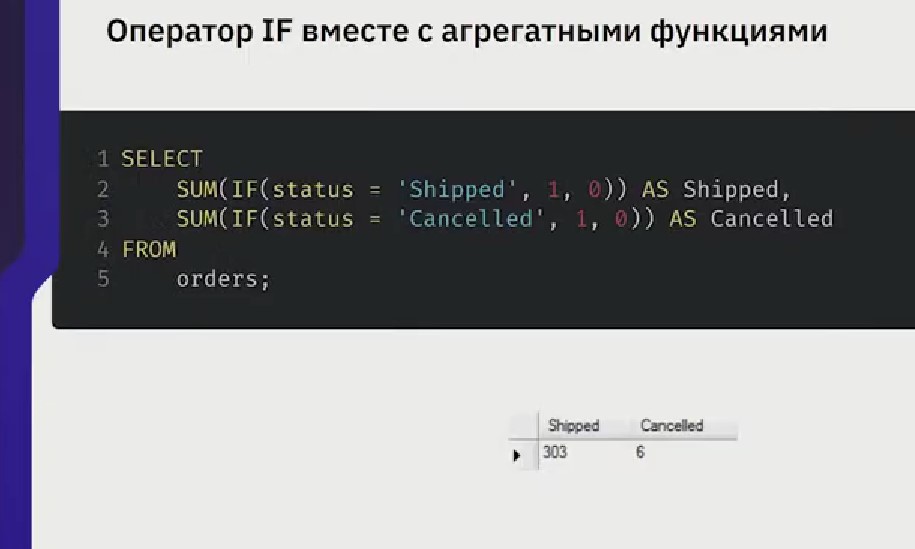 Оператор IF вместе с агрегатными функциями
1 SELECT
2     SUM(IF(status = 'Shipped', 1, 0)) AS Shipped,
3     SUM(IF(status = 'Cancelled', 1, 0)) AS Cancelled
4 FROM
5     orders;
Shipped Cancelled
303 6